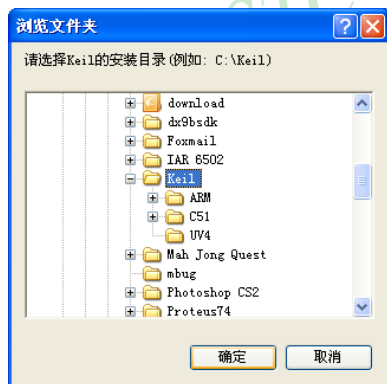 浏览文件夹
请选择Keil的安装目录(例如: C:\Keil)
download
dx9bsdk
Foxmail
IAR 6502
Keil
ARM
C51
UV4
Mah Jong Quest
mbug
Photoshop CS2
Proteus74
确定 取消